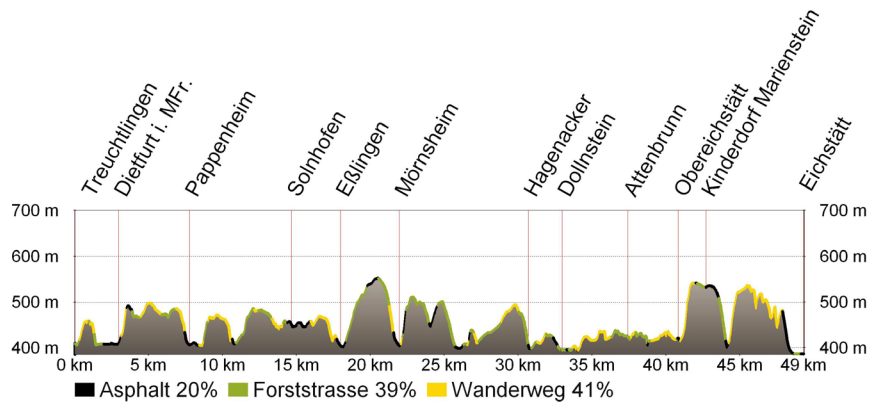 Treuchtlingen
Dietfurt i. MFr.
Pappenheim
Solnhofen
Eßlingen
Mörnsheim
Hagenacker
Dollnstein
Attenbrunn
Obereichstätt
Kinderdorf Marienstein
Eichstätt
700 m 700 m
600 m 600 m
500 m 500 m
400 m 400 m
0 km 5 km 10 km 15 km 20 km 25 km 30 km 35 km 40 km 45 km 49 km
Asphalt 20% Forststrasse 39% Wanderweg 41%